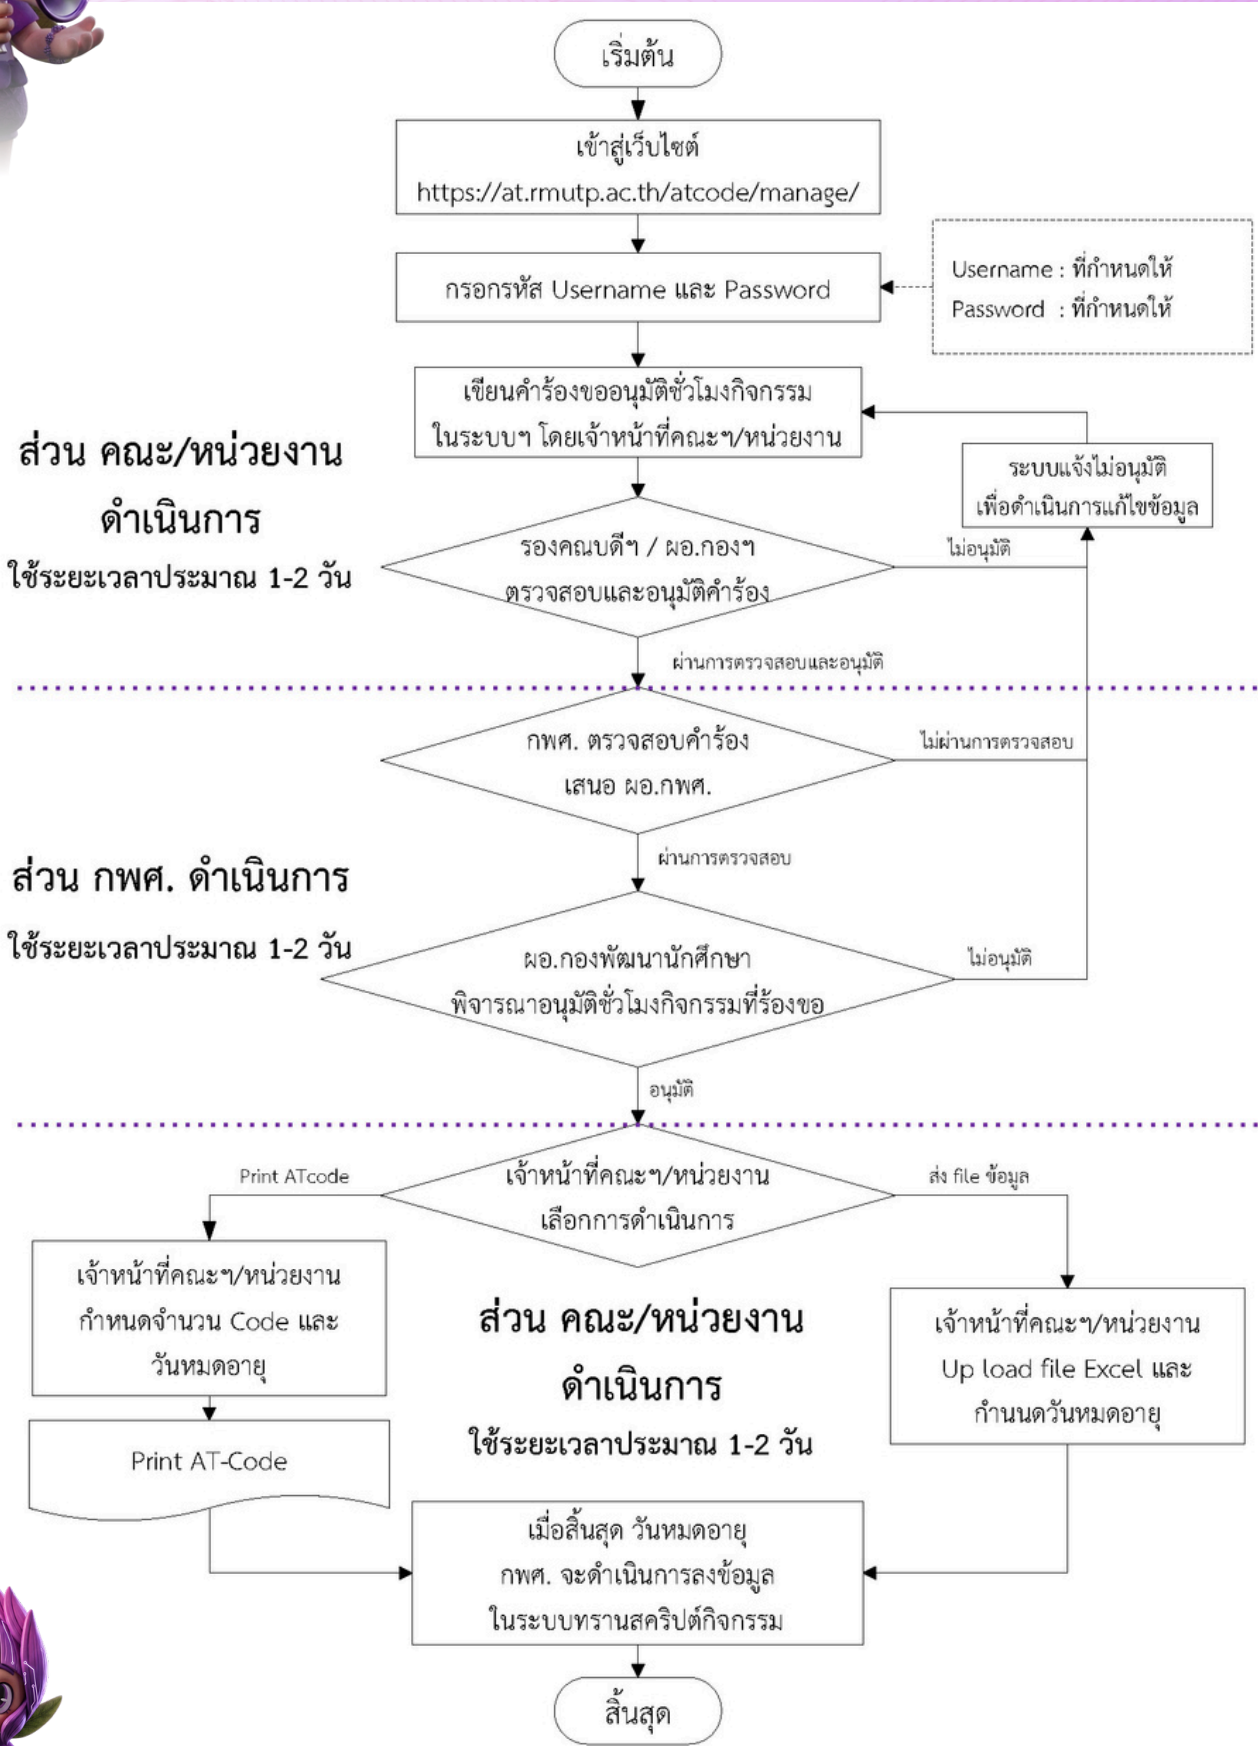 เริ่มต้น
เข้าสู่เว็บไซต์
https://at.rmutp.ac.th/atcode/manage/
กรอกรหัส Username และ Password
Username : ที่กำหนดให้
Password : ที่กำหนดให้
เขียนคำร้องขออนุมัติชั่วโมงกิจกรรม
ในระบบฯ โดยเจ้าหน้าที่คณะฯ/หน่วยงาน
ระบบแจ้งไม่อนุมัติ
เพื่อดำเนินการแก้ไขข้อมูล
ส่วน คณะ/หน่วยงาน
ดำเนินการ
ใช้ระยะเวลาประมาณ 1-2 วัน
รองคณบดีฯ / ผอ.กองฯ
ตรวจสอบและอนุมัติคำร้อง
ไม่อนุมัติ
ผ่านการตรวจสอบและอนุมัติ
กพศ. ตรวจสอบคำร้อง
เสนอ ผอ.กพศ.
ไม่ผ่านการตรวจสอบ
ผ่านการตรวจสอบ
ส่วน กพศ. ดำเนินการ
ใช้ระยะเวลาประมาณ 1-2 วัน
ผอ.กองพัฒนานักศึกษา
พิจารณาอนุมัติชั่วโมงกิจกรรมที่ร้องขอ
ไม่อนุมัติ
อนุมัติ
Print ATcode
เจ้าหน้าที่คณะฯ/หน่วยงาน
เลือกการดำเนินการ
ส่ง file ข้อมูล
เจ้าหน้าที่คณะฯ/หน่วยงาน
กำหนดจำนวน Code และ
วันหมดอายุ
ส่วน คณะ/หน่วยงาน
ดำเนินการ
ใช้ระยะเวลาประมาณ 1-2 วัน
เจ้าหน้าที่คณะฯ/หน่วยงาน
Up load file Excel และ
กำนนดวันหมดอายุ
Print AT-Code
เมื่อสิ้นสุด วันหมดอายุ
กพศ. จะดำเนินการลงข้อมูล
ในระบบทรานสคริปต์กิจกรรม
สิ้นสุด